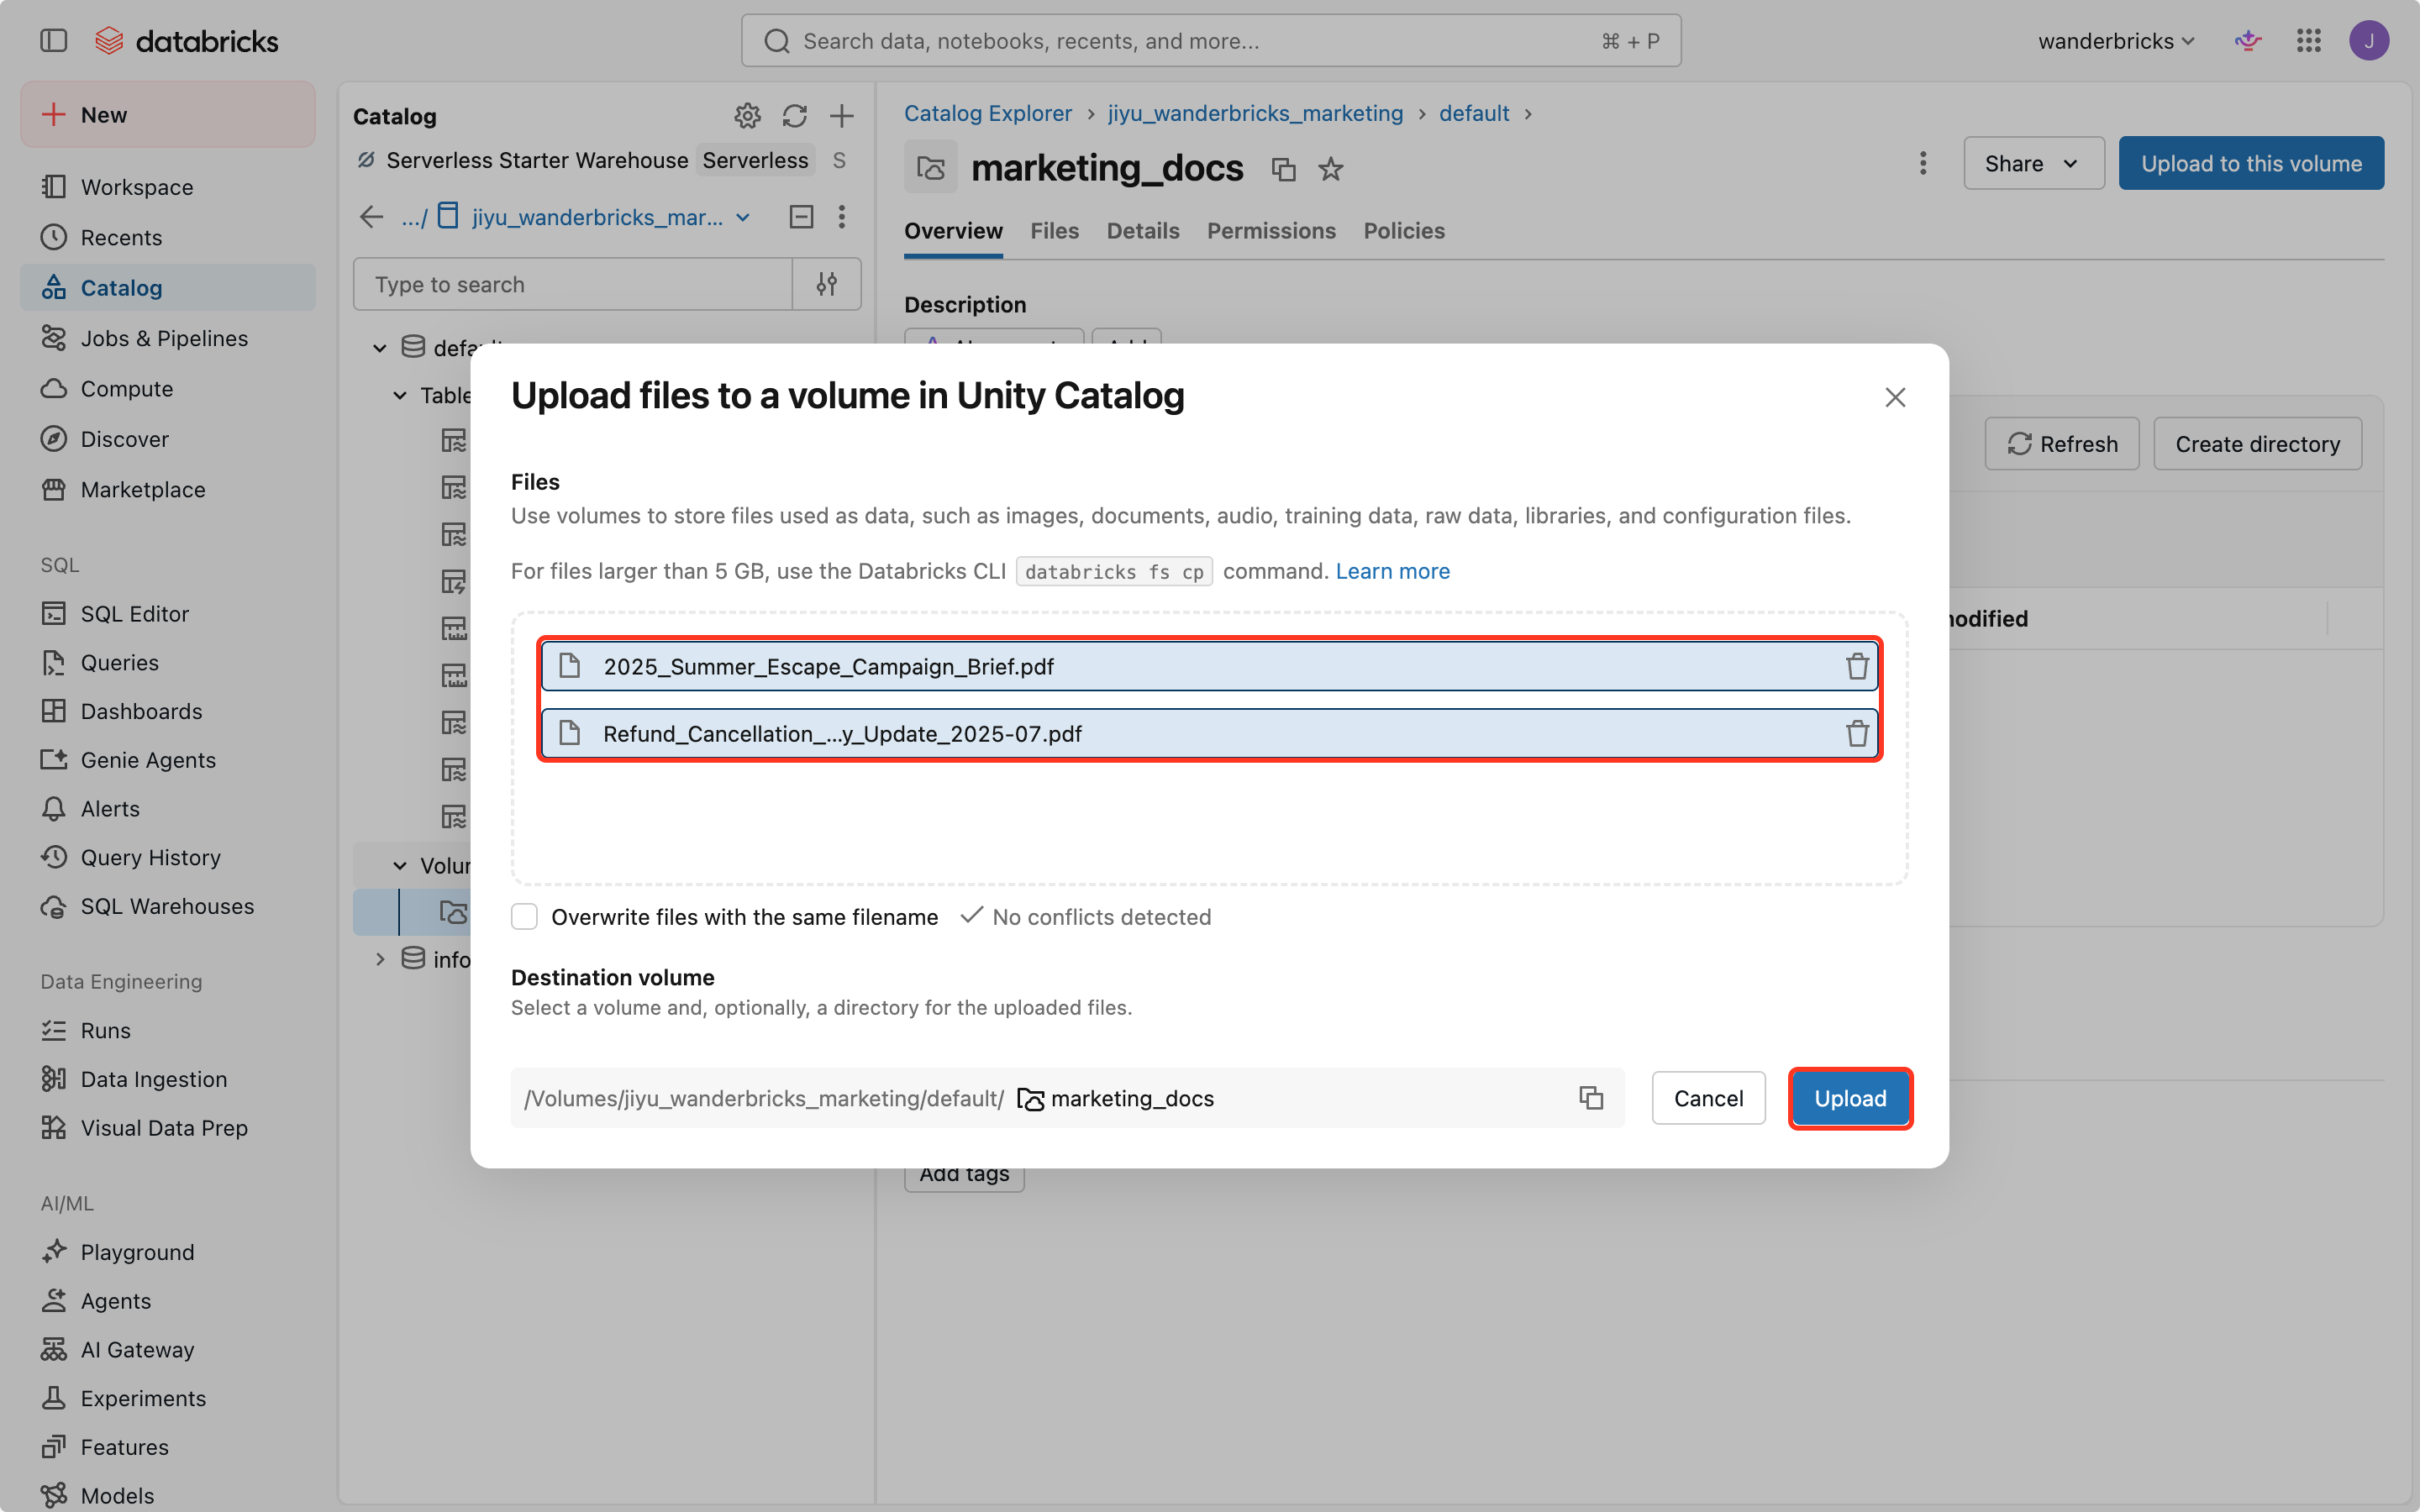 databricks
Search data, notebooks, recents, and more...
⌘ + P
wanderbricks
J
New
Workspace
Recents
Catalog
Jobs & Pipelines
Compute
Discover
Marketplace
SQL
SQL Editor
Queries
Dashboards
Genie Agents
Alerts
Query History
SQL Warehouses
Data Engineering
Runs
Data Ingestion
Visual Data Prep
AI/ML
Playground
Agents
AI Gateway
Experiments
Features
Models
Catalog
Serverless Starter Warehouse Serverless S
.../ jiyu_wanderbricks_mar...
Type to search
Catalog Explorer > jiyu_wanderbricks_marketing > default >
marketing_docs
Share
Upload to this volume
Overview Files Details Permissions Policies
Description
Refresh
Create directory
Add tags
Upload files to a volume in Unity Catalog
Files
Use volumes to store files used as data, such as images, documents, audio, training data, raw data, libraries, and configuration files.
For files larger than 5 GB, use the Databricks CLI databricks fs cp command. Learn more
2025_Summer_Escape_Campaign_Brief.pdf
Refund_Cancellation_...y_Update_2025-07.pdf
Overwrite files with the same filename No conflicts detected
Destination volume
Select a volume and, optionally, a directory for the uploaded files.
/Volumes/jiyu_wanderbricks_marketing/default/ marketing_docs
Cancel
Upload